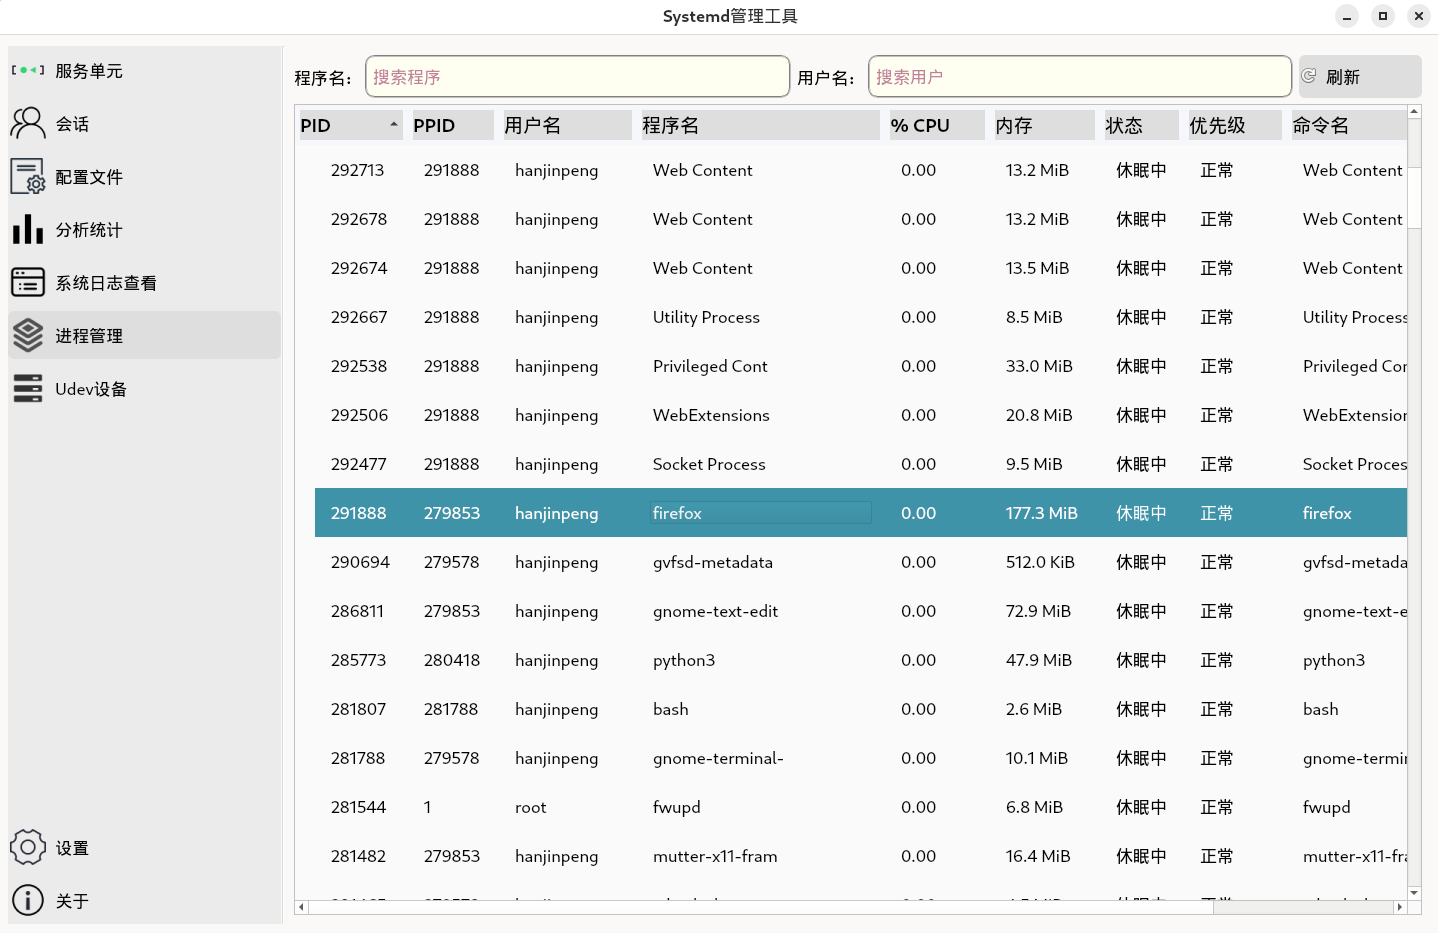 Systemd管理工具
服务单元
会话
配置文件
分析统计
系统日志查看
进程管理
Udev设备
设置
关于
程序名： 搜索程序 用户名： 搜索用户 刷新
PID PPID 用户名 程序名 % CPU 内存 状态 优先级 命令名
292713 291888 hanjinpeng Web Content 0.00 13.2 MiB 休眠中 正常 Web Content
292678 291888 hanjinpeng Web Content 0.00 13.2 MiB 休眠中 正常 Web Content
292674 291888 hanjinpeng Web Content 0.00 13.5 MiB 休眠中 正常 Web Content
292667 291888 hanjinpeng Utility Process 0.00 8.5 MiB 休眠中 正常 Utility Process
292538 291888 hanjinpeng Privileged Cont 0.00 33.0 MiB 休眠中 正常 Privileged Cor
292506 291888 hanjinpeng WebExtensions 0.00 20.8 MiB 休眠中 正常 WebExtension
292477 291888 hanjinpeng Socket Process 0.00 9.5 MiB 休眠中 正常 Socket Proces
291888 279853 hanjinpeng firefox 0.00 177.3 MiB 休眠中 正常 firefox
290694 279578 hanjinpeng gvfsd-metadata 0.00 512.0 KiB 休眠中 正常 gvfsd-metada
286811 279853 hanjinpeng gnome-text-edit 0.00 72.9 MiB 休眠中 正常 gnome-text-e
285773 280418 hanjinpeng python3 0.00 47.9 MiB 休眠中 正常 python3
281807 281788 hanjinpeng bash 0.00 2.6 MiB 休眠中 正常 bash
281788 279578 hanjinpeng gnome-terminal- 0.00 10.1 MiB 休眠中 正常 gnome-termir
281544 1 root fwupd 0.00 6.8 MiB 休眠中 正常 fwupd
281482 279853 hanjinpeng mutter-x11-fram 0.00 16.4 MiB 休眠中 正常 mutter-x11-fra